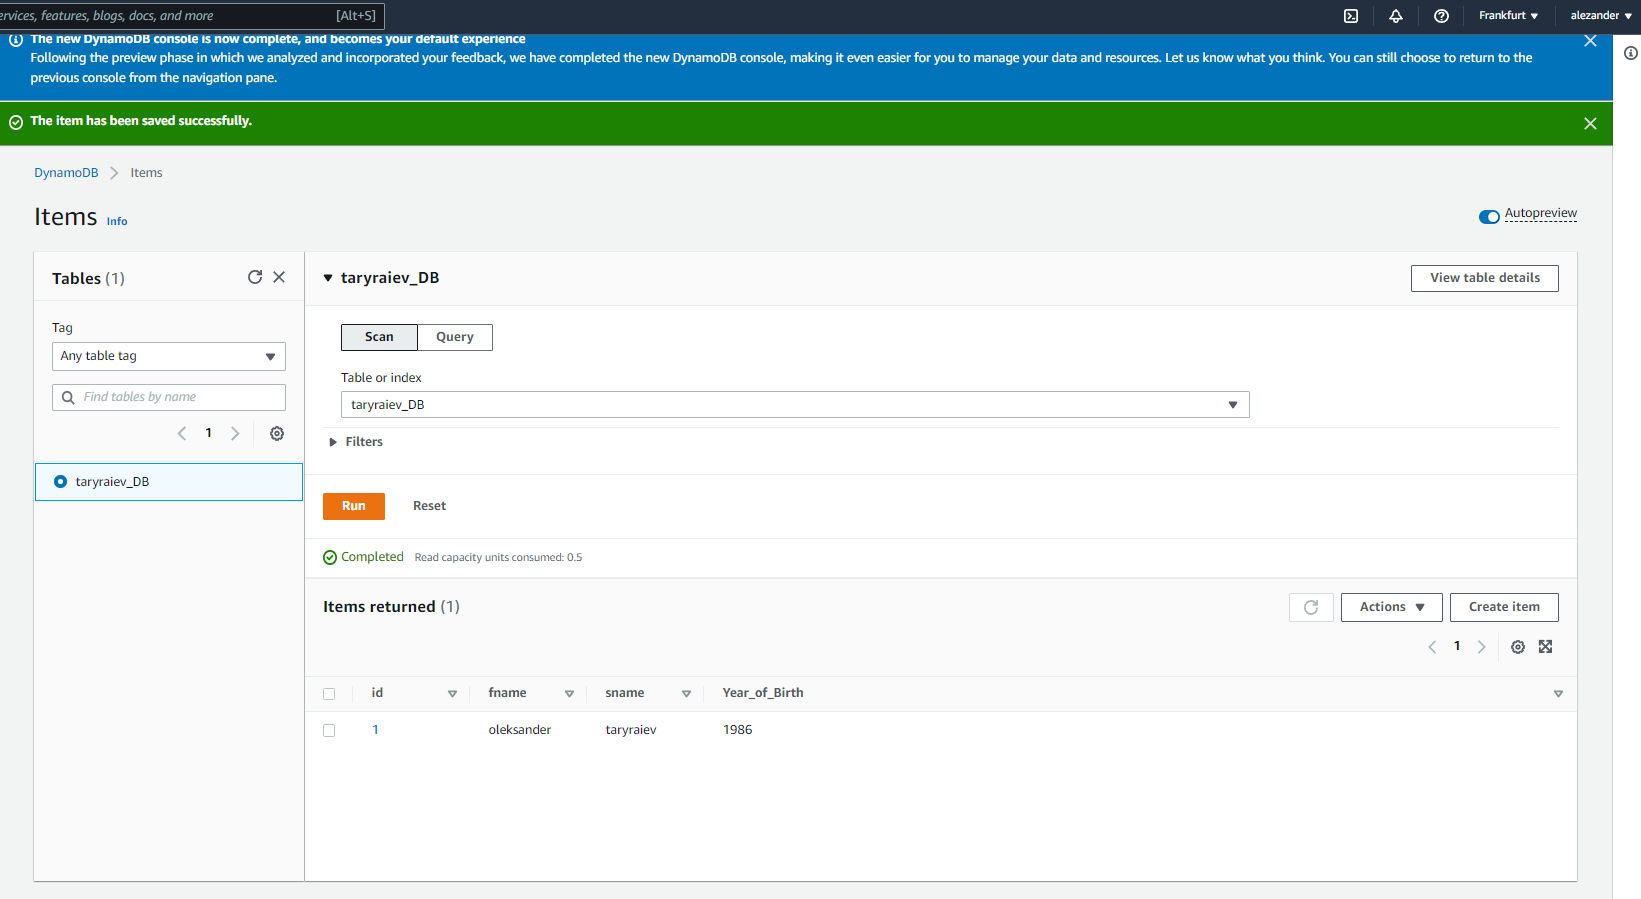 ervices, features, blogs, docs, and more [Alt+S] Frankfurt alezander
The new DynamoDB console is now complete, and becomes your default experience
Following the preview phase in which we analyzed and incorporated your feedback, we have completed the new DynamoDB console, making it even easier for you to manage your data and resources. Let us know what you think. You can still choose to return to the
previous console from the navigation pane.
The item has been saved successfully.
DynamoDB Items
Items Info
Autopreview
Tables (1)
Tag
Any table tag
Find tables by name
1
taryraiev_DB
taryraiev_DB
View table details
Scan Query
Table or index
taryraiev_DB
Filters
Run Reset
Completed Read capacity units consumed: 0.5
Items returned (1)
Actions Create item
1
id fname sname Year_of_Birth
1 oleksander taryraiev 1986